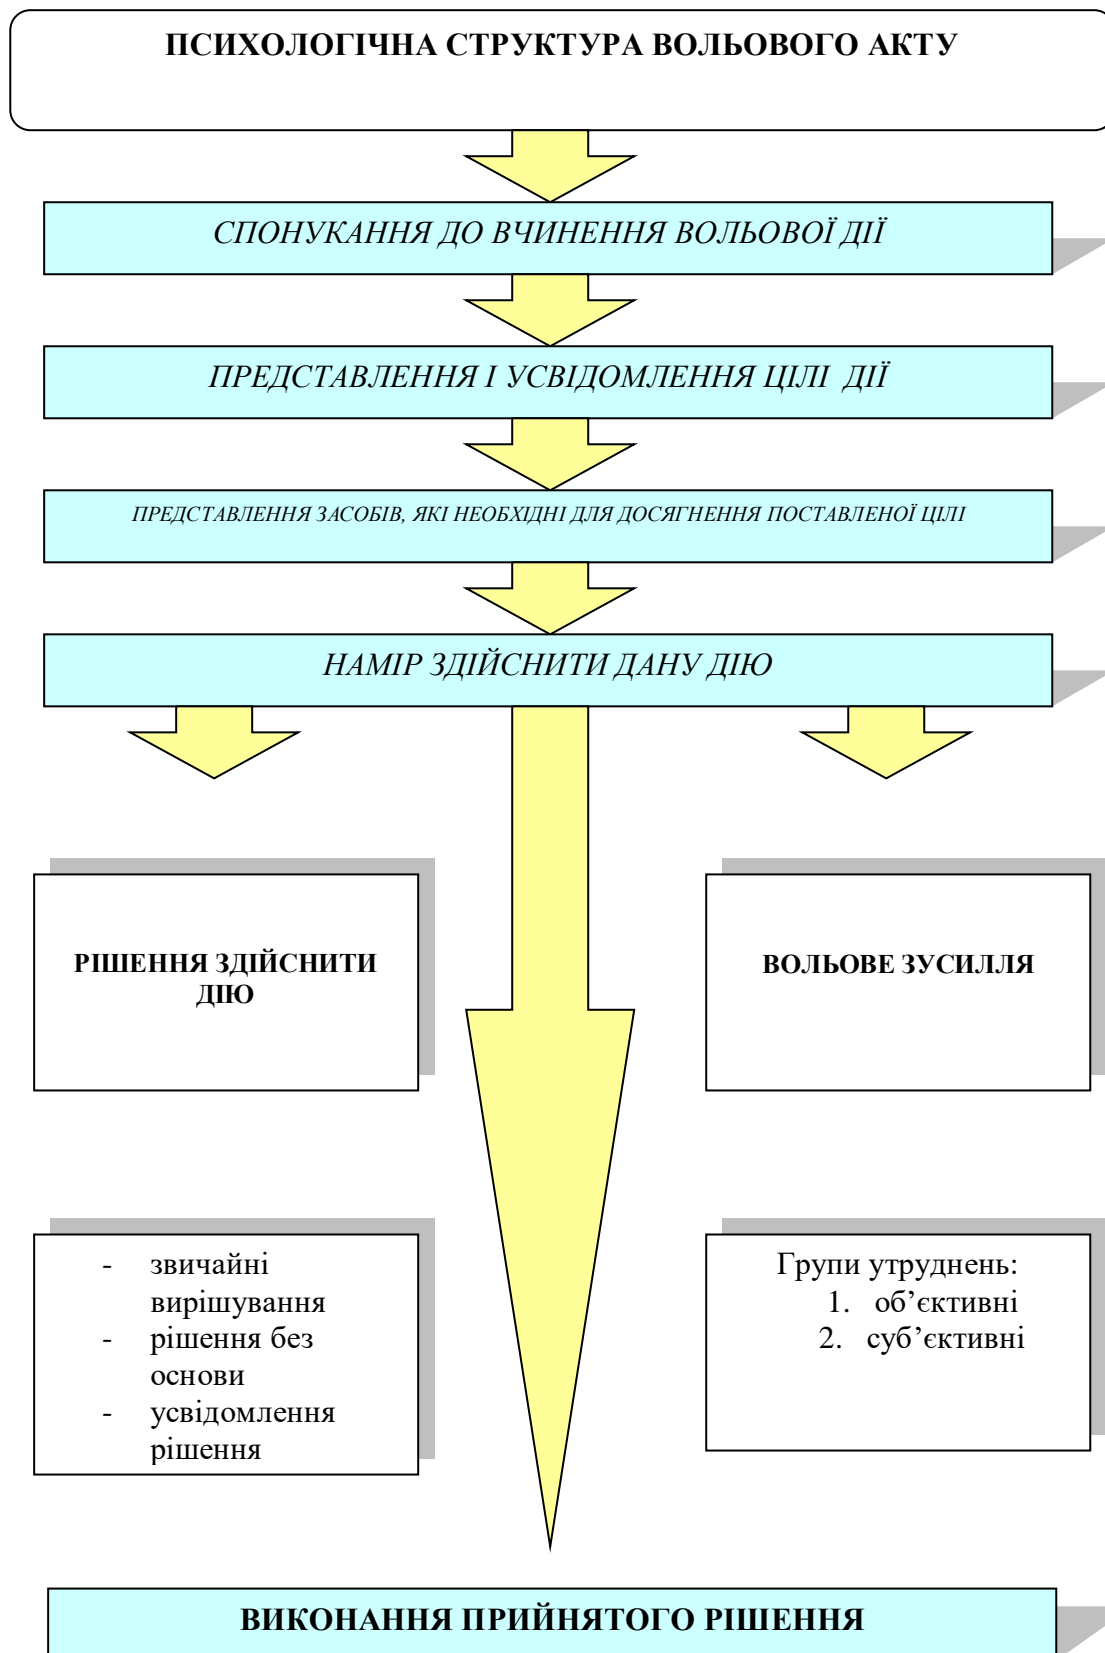 ПСИХОЛОГІЧНА СТРУКТУРА ВОЛЬОВОГО АКТУ
СПОНУКАННЯ ДО ВЧИНЕННЯ ВОЛЬОВОЇ ДІЇ
ПРЕДСТАВЛЕННЯ І УСВІДОМЛЕННЯ ЦІЛІ ДІЇ
ПРЕДСТАВЛЕННЯ ЗАСОБІВ, ЯКІ НЕОБХІДНІ ДЛЯ ДОСЯГНЕННЯ ПОСТАВЛЕНОЇ ЦІЛІ
НАМІР ЗДІЙСНИТИ ДАНУ ДІЮ
РІШЕННЯ ЗДІЙСНИТИ
ДІЮ
ВОЛЬОВЕ ЗУСИЛЛЯ
- звичайні
вирішування
- рішення без
основи
- усвідомлення
рішення
Групи утруднень:
1. об’єктивні
2. суб’єктивні
ВИКОНАННЯ ПРИЙНЯТОГО РІШЕННЯ